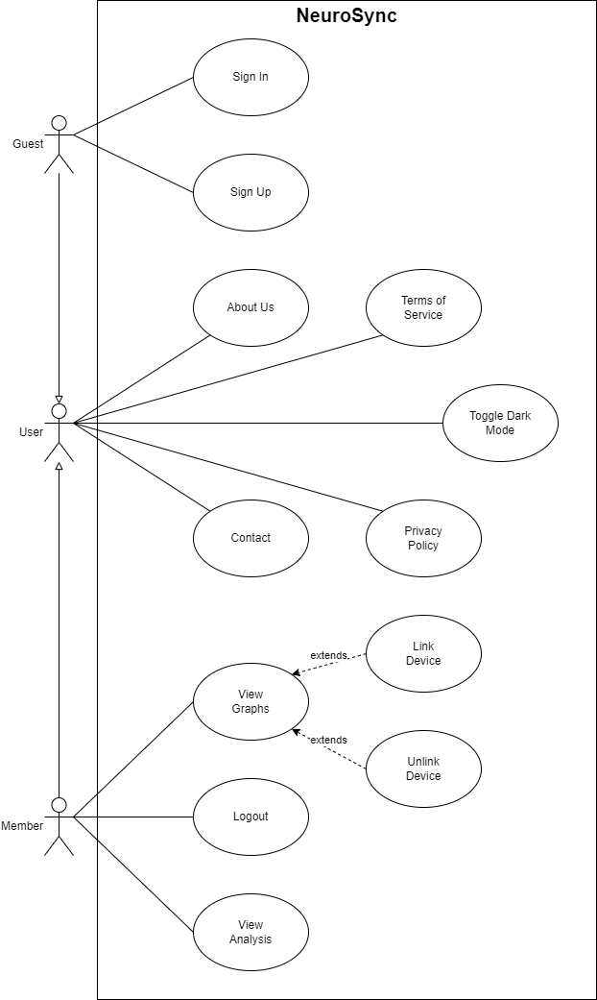 NeuroSync
Sign In
Guest
Sign Up
About Us
Terms of
Service
User
Toggle Dark
Mode
Contact
Privacy
Policy
View
Graphs
extends
Link
Device
extends
Unlink
Device
Member
Logout
View
Analysis